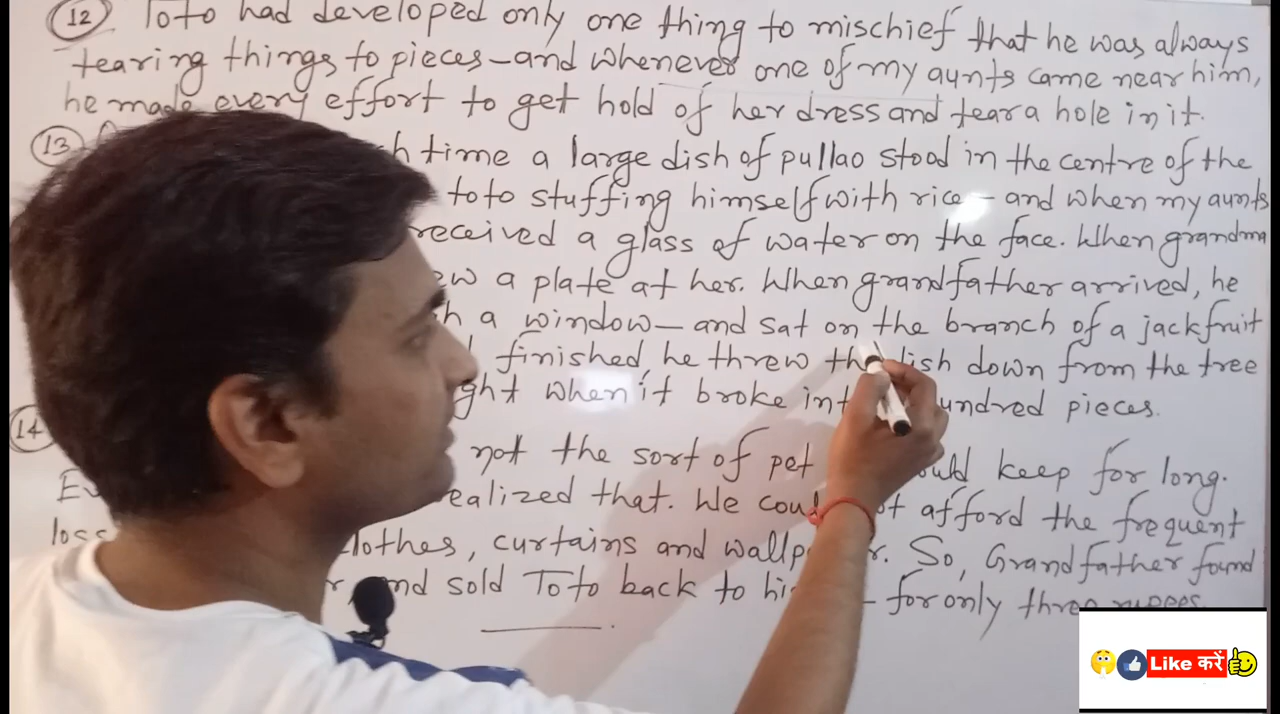 12 Toto had developed only one thing to mischief that he was always
tearing things to pieces - and whenever one of my aunts came near him,
he made every effort to get hold of her dress and tear a hole in it.
13 time a large dish of pullao stood in the centre of the
toto stuffing himself with rice - and when my aunts
received a glass of water on the face. When grandma
a plate at her. When grandfather arrived, he
a window - and sat on the branch of a jackfruit
finished, he threw the dish down from the tree
when it broke hundred pieces.
14 not the sort of pet keep for long.
realized that. We could afford the frequent
clothes, curtains and So, Grandfather found
and sold Toto back to - for only three rupees.
Like करें